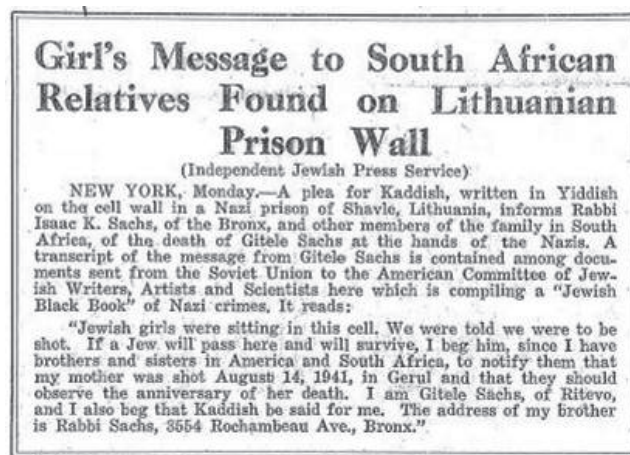 Girl's Message to South African
Relatives Found on Lithuanian
Prison Wall
(Independent Jewish Press Service)
NEW YORK, Monday.—A plea for Kaddish, written in Yiddish
on the cell wall in a Nazi prison of Shavle, Lithuania, informs Rabbi
Isaac K. Sachs, of the Bronx, and other members of the family in South
Africa, of the death of Gitele Sachs at the hands of the Nazis. A
transcript of the message from Gitele Sachs is contained among docu-
ments sent from the Soviet Union to the American Committee of Jew-
ish Writers, Artists and Scientists here which is compiling a "Jewish
Black Book" of Nazi crimes. It reads:
"Jewish girls were sitting in this cell. We were told we were to be
shot. If a Jew will pass here and will survive, I beg him, since I have
brothers and sisters in America and South Africa, to notify them that
my mother was shot August 14, 1941, in Gerul and that they should
observe the anniversary of her death. I am Gitele Sachs, of Ritevo,
and I also beg that Kaddish be said for me. The address of my brother
is Rabbi Sachs, 3554 Rochambeau Ave., Bronx."